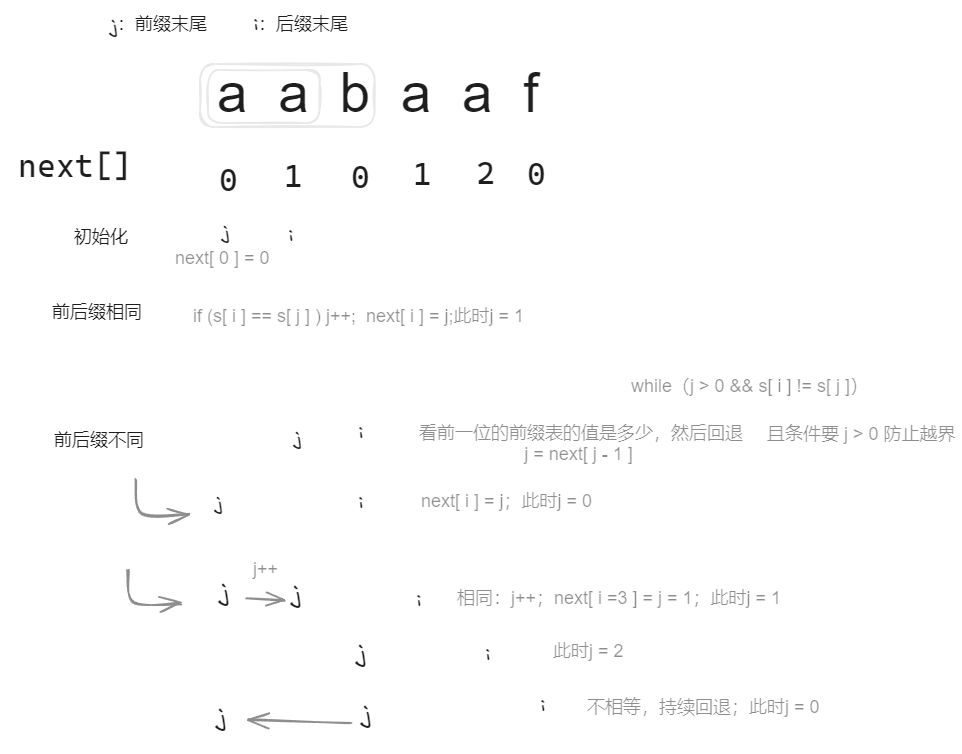 j：前缀末尾 i：后缀末尾
a a b a a f
next[] 0 1 0 1 2 0
初始化 j i
next[ 0 ] = 0
前后缀相同 if (s[ i ] == s[ j ] ) j++; next[ i ] = j;此时j = 1
while（j > 0 && s[ i ] != s[ j ]）
前后缀不同 j i 看前一位的前缀表的值是多少，然后回退 且条件要 j > 0 防止越界
j = next[ j - 1 ]
j i next[ i ] = j；此时j = 0
j++
j j i 相同：j++；next[ i =3 ] = j = 1；此时j = 1
j i 此时j = 2
j j i 不相等，持续回退；此时j = 0